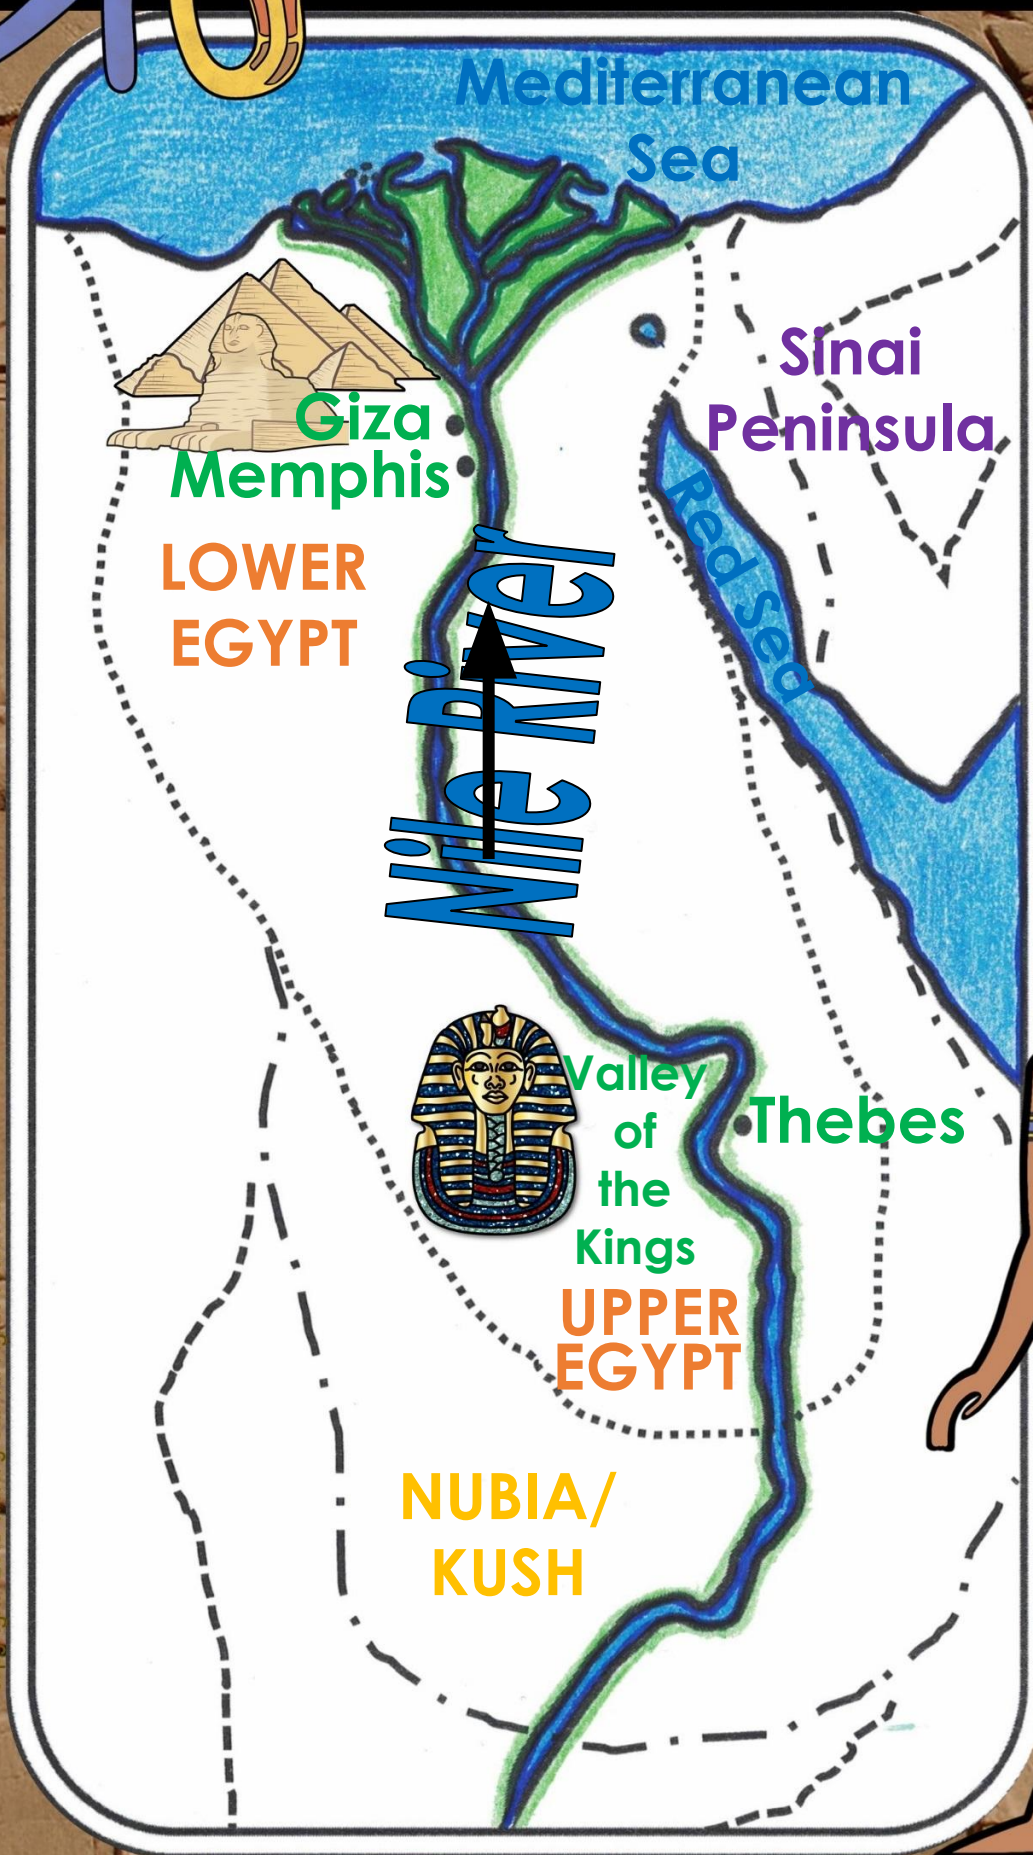 Mediterranean
Sea
Sinai
Peninsula
Giza
Memphis
Red Sea
LOWER
EGYPT
Nile River
Valley
of
the
Kings
Thebes
UPPER
EGYPT
NUBIA/
KUSH